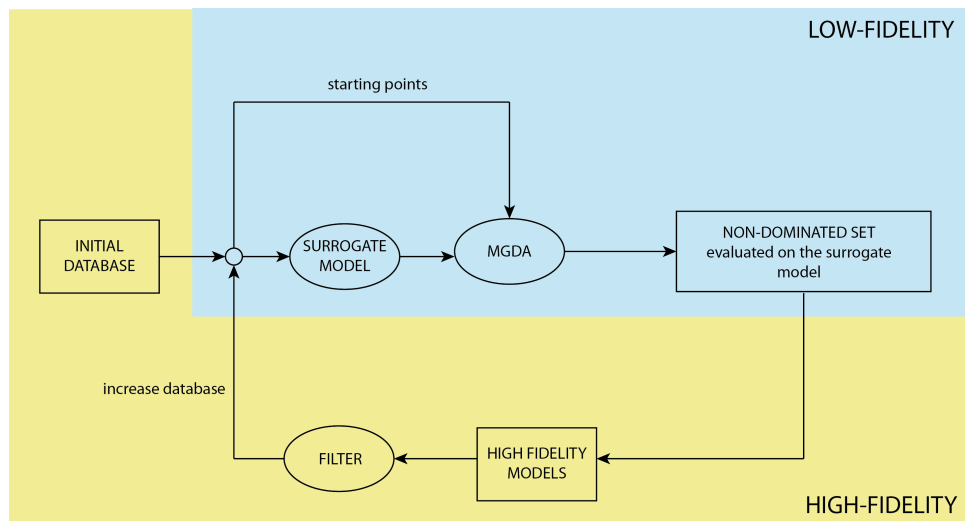 LOW-FIDELITY
starting points
INITIAL
DATABASE
SURROGATE
MODEL
MGDA
NON-DOMINATED SET
evaluated on the surrogate
model
increase database
FILTER
HIGH FIDELITY
MODELS
HIGH-FIDELITY